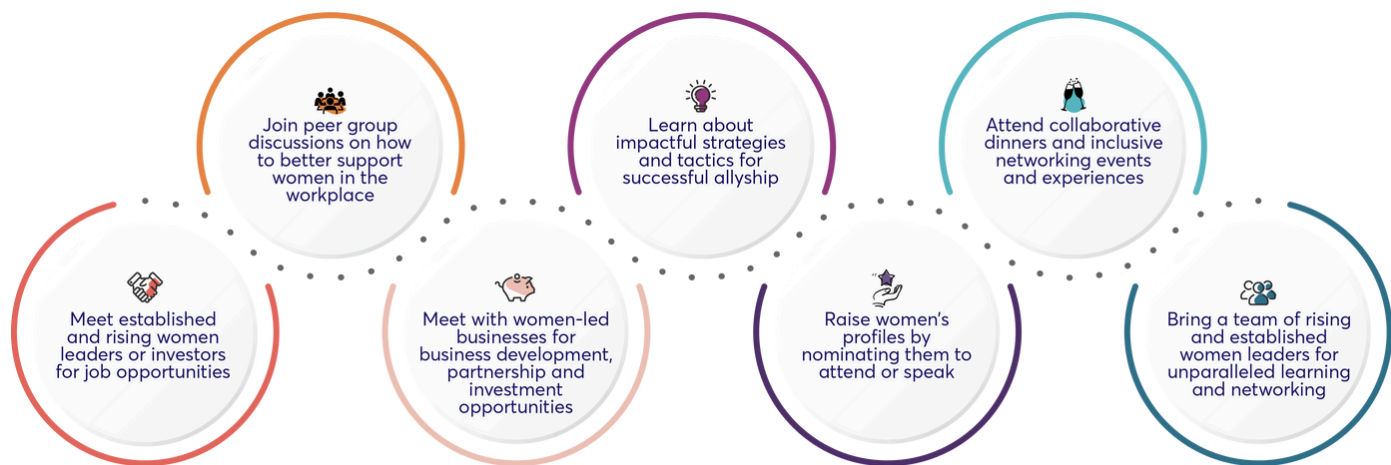 Meet established
and rising women
leaders or investors
for job opportunities
Join peer group
discussions on how
to better support
women in the
workplace
Meet with women-led
businesses for
business development,
partnership and
investment
opportunities
Learn about
impactful strategies
and tactics for
successful allyship
Raise women's
profiles by
nominating them to
attend or speak
Attend collaborative
dinners and inclusive
networking events
and experiences
Bring a team of rising
and established
women leaders for
unparalleled learning
and networking